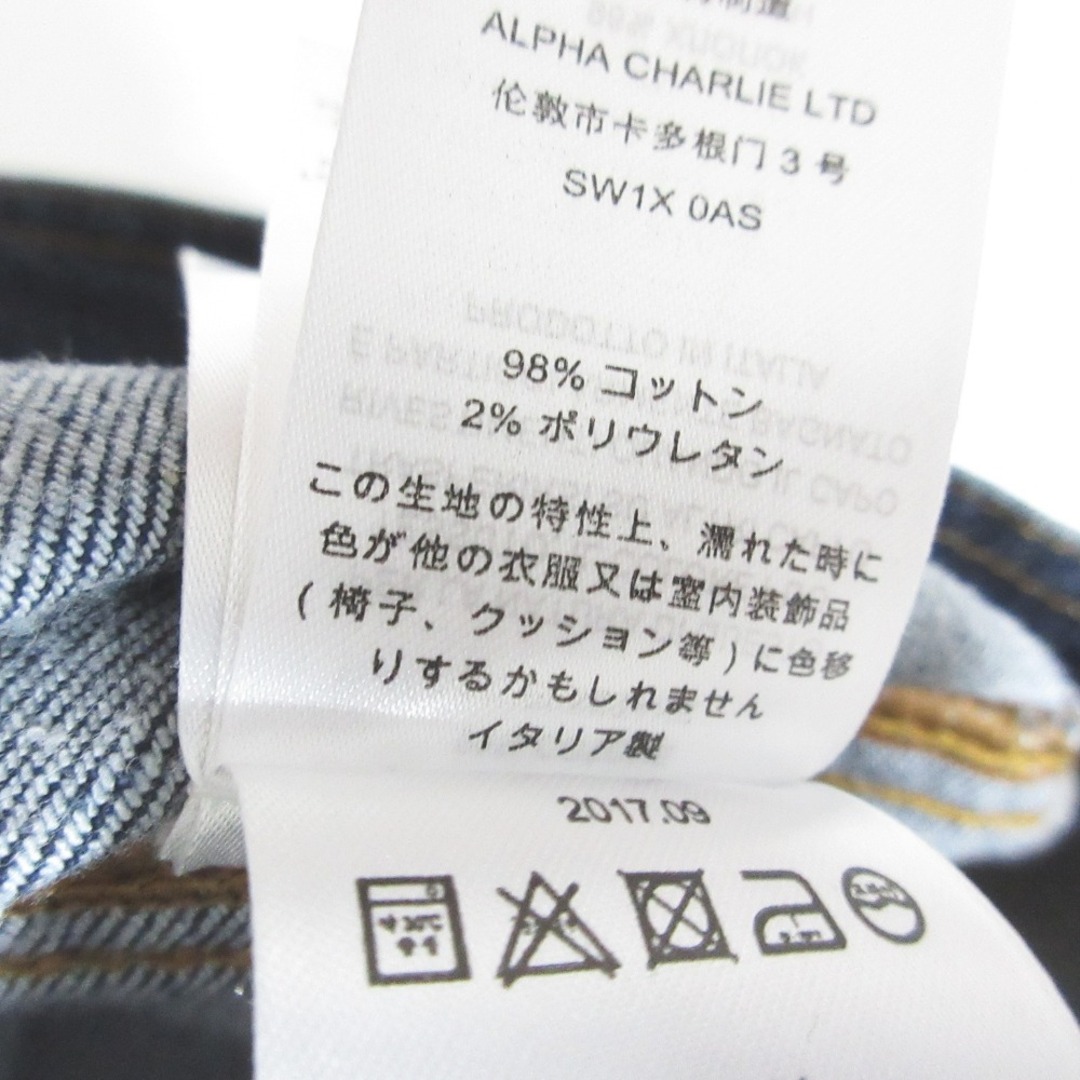 ALPHA CHARLIE LTD
伦敦市卡多根门 3 号
SW1X 0AS
98% コットン
2% ポリウレタン
この生地の特性上、濡れた時に
色が他の衣服又は室内装飾品
( 椅子、クッション等 ) に色移
りするかもしれません
イタリア製
2017.09